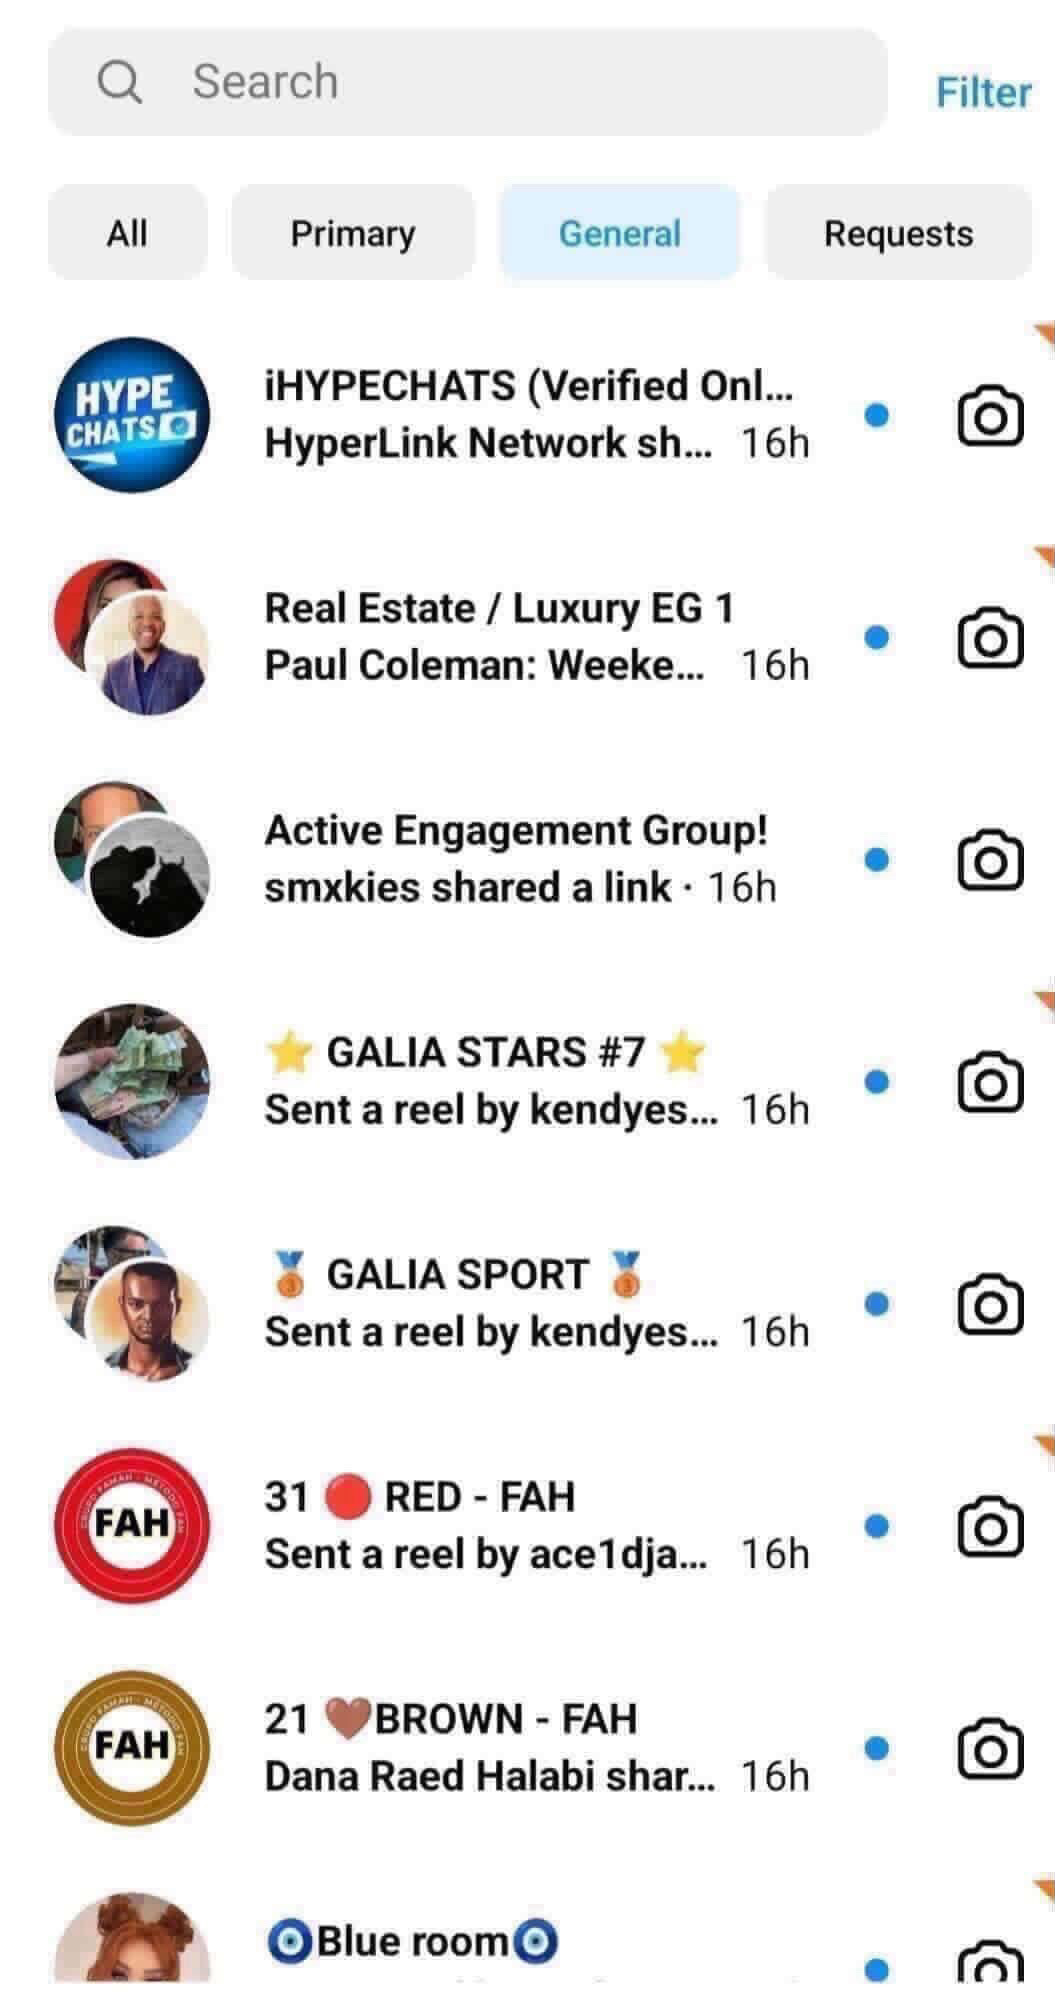 Search
Filter
All Primary General Requests
HYPE
CHATS
iHYPECHATS (Verified Onl...
HyperLink Network sh... 16h
Real Estate / Luxury EG 1
Paul Coleman: Weeke... 16h
Active Engagement Group!
smxkies shared a link · 16h
⭐ GALIA STARS #7 ⭐
Sent a reel by kendyes... 16h
🥉 GALIA SPORT 🥉
Sent a reel by kendyes... 16h
FAH
31 🔴 RED - FAH
Sent a reel by ace1dja... 16h
FAH
21 🤎BROWN - FAH
Dana Raed Halabi shar... 16h
🧿Blue room🧿